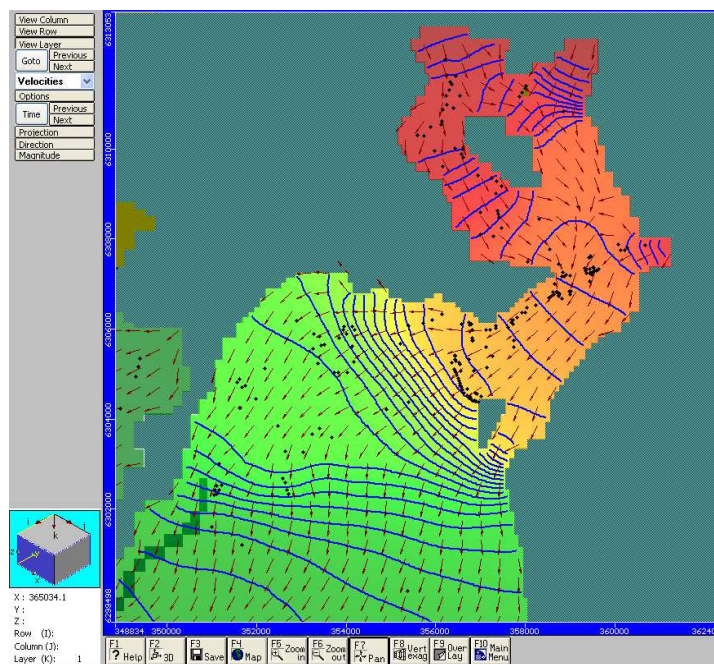 View Column
View Row
View Layer
Goto
Previous
Next
Velocities
Options
Time
Previous
Next
Projection
Direction
Magnitude
6313053
6310000
6308000
6306000
6304000
6302000
6299498
i
j
k
z
y
x
X : 365034.1
Y :
Z :
Row (I):
Column (J):
Layer (K): 1
348834 350000 352000 354000 356000 358000 360000 36240
F1 ? Help
F2 3D
F3 Save
F4 Map
F5 Zoom in
F6 Zoom out
F7 Pan
F8 Vert exag
F9 Over Lay
F10 Main Menu